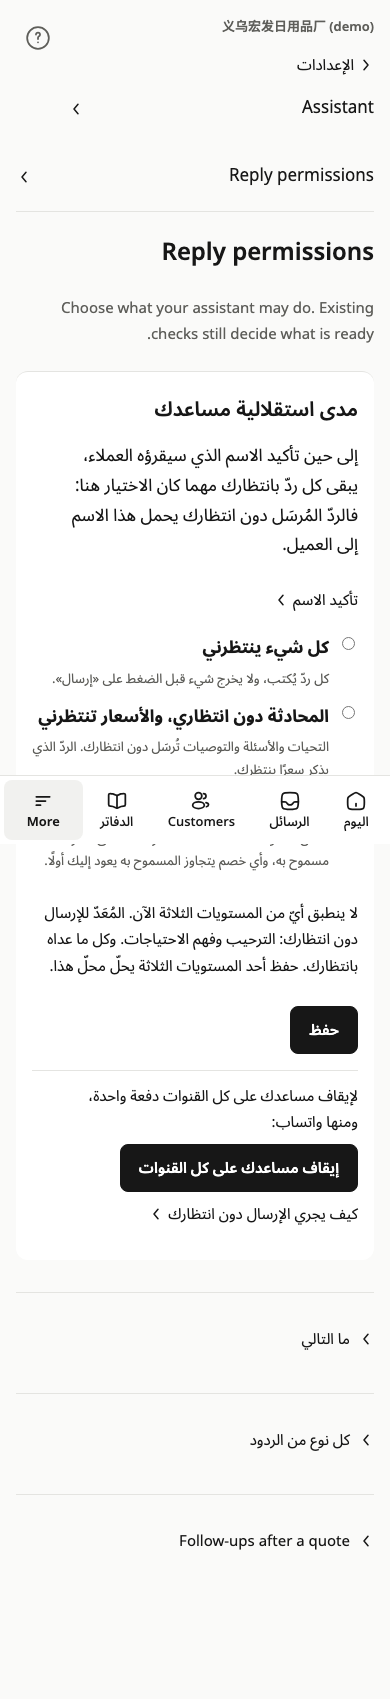 义乌宏发日用品厂 (demo)
الإعدادات
Assistant
Reply permissions
Reply permissions
Choose what your assistant may do. Existing
checks still decide what is ready.
مدى استقلالية مساعدك
إلى حين تأكيد الاسم الذي سيقرؤه العملاء،
يبقى كل ردّ بانتظارك مهما كان الاختيار هنا:
فالردّ المُرسَل دون انتظارك يحمل هذا الاسم
إلى العميل.
تأكيد الاسم
كل شيء ينتظرني
كل ردّ يُكتب، ولا يخرج شيء قبل الضغط على «إرسال».
المحادثة دون انتظاري، والأسعار تنتظرني
التحيات والأسئلة والتوصيات تُرسَل دون انتظارك. الردّ الذي
يذكر سعرًا ينتظرك.
اليوم
الرسائل
Customers
الدفاتر
More
مسموح به، وأي خصم يتجاوز المسموح به يعود إليك أولًا.
لا ينطبق أيّ من المستويات الثلاثة الآن. المُعَدّ للإرسال
دون انتظارك: الترحيب وفهم الاحتياجات. وكل ما عداه
بانتظارك. حفظ أحد المستويات الثلاثة يحلّ محلّ هذا.
حفظ
لإيقاف مساعدك على كل القنوات دفعة واحدة،
ومنها واتساب:
إيقاف مساعدك على كل القنوات
كيف يجري الإرسال دون انتظارك
ما التالي
كل نوع من الردود
Follow-ups after a quote